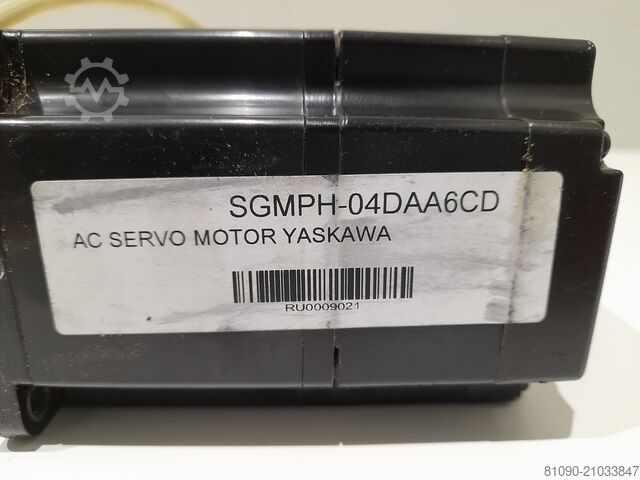 SGMPH-04DAA6CD
AC SERVO MOTOR YASKAWA
RU0009021
81090-21033847